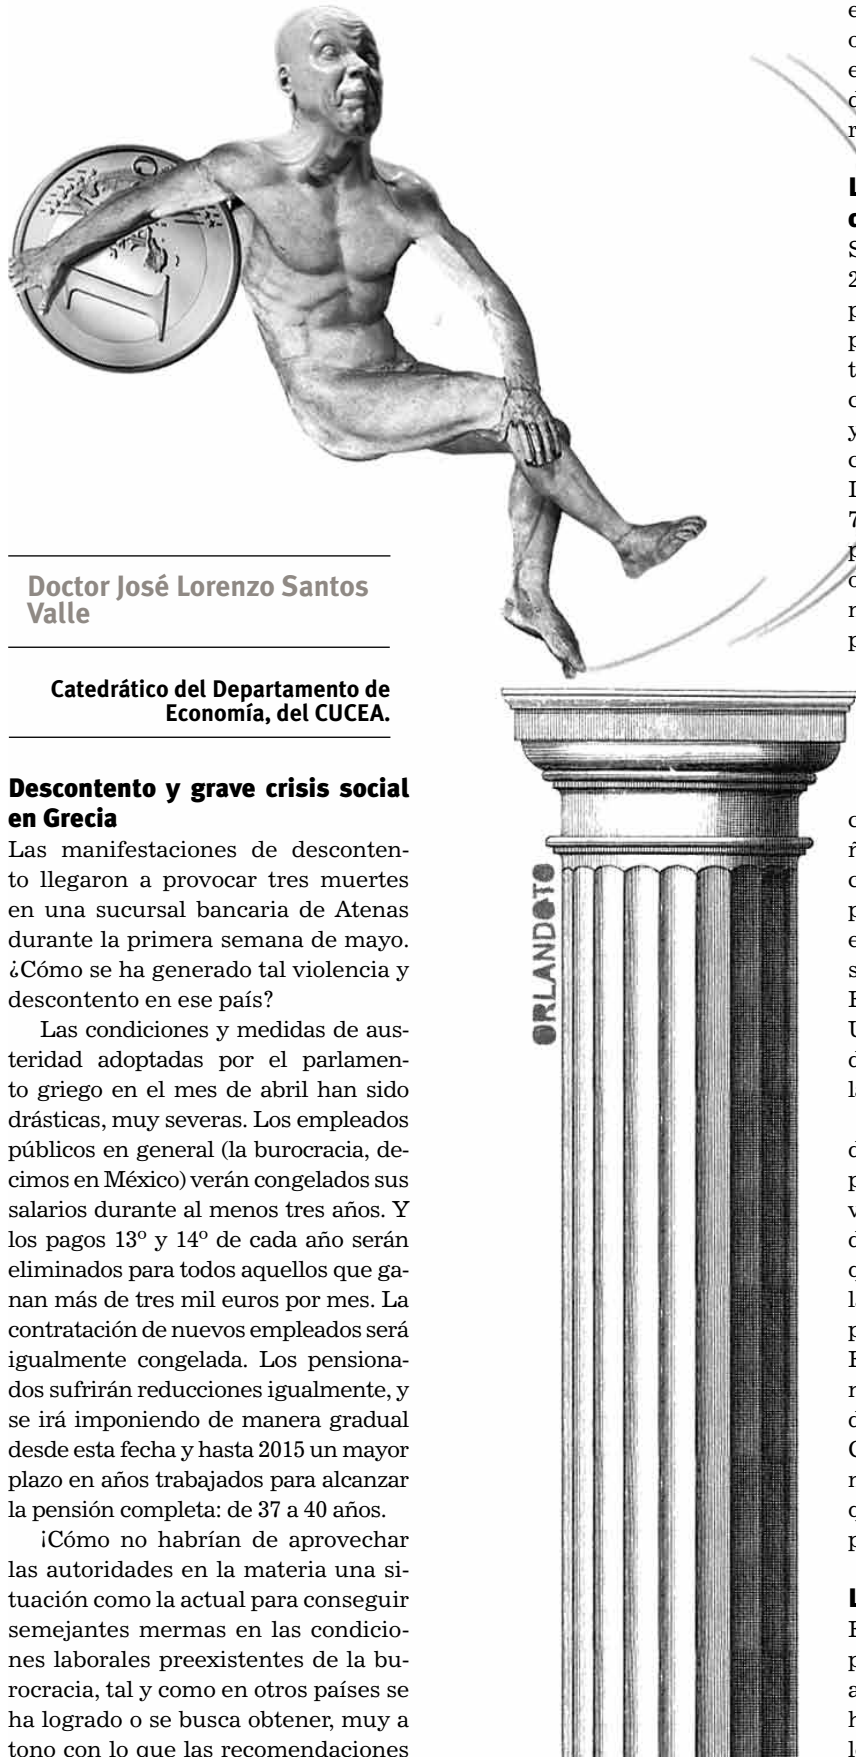 Doctor José Lorenzo Santos
Valle
Catedrático del Departamento de
Economía, del CUCEA.
Descontento y grave crisis social
en Grecia
Las manifestaciones de desconten-
to llegaron a provocar tres muertes
en una sucursal bancaria de Atenas
durante la primera semana de mayo.
¿Cómo se ha generado tal violencia y
descontento en ese país?
Las condiciones y medidas de aus-
teridad adoptadas por el parlamen-
to griego en el mes de abril han sido
drásticas, muy severas. Los empleados
públicos en general (la burocracia, de-
cimos en México) verán congelados sus
salarios durante al menos tres años. Y
los pagos 13º y 14º de cada año serán
eliminados para todos aquellos que ga-
nan más de tres mil euros por mes. La
contratación de nuevos empleados será
igualmente congelada. Los pensiona-
dos sufrirán reducciones igualmente, y
se irá imponiendo de manera gradual
desde esta fecha y hasta 2015 un mayor
plazo en años trabajados para alcanzar
la pensión completa: de 37 a 40 años.
¡Cómo no habrían de aprovechar
las autoridades en la materia una si-
tuación como la actual para conseguir
semejantes mermas en las condicio-
nes laborales preexistentes de la bu-
rocracia, tal y como en otros países se
ha logrado o se busca obtener, muy a
tono con lo que las recomendaciones
ORLANDOTO